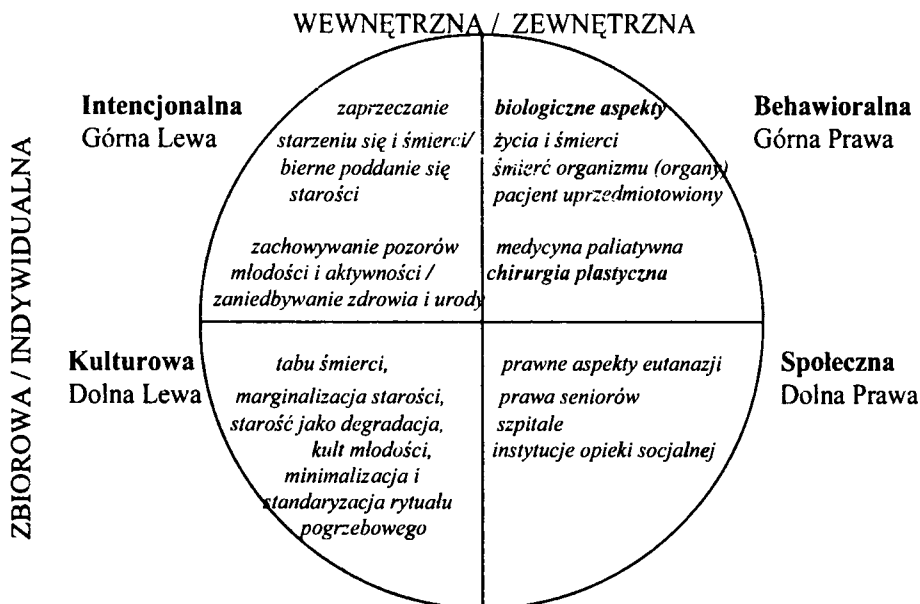 WEWNĘTRZNA / ZEWNĘTRZNA
ZBIOROWA / INDYWIDUALNA
Intencjonalna
Górna Lewa
zaprzeczanie
starzeniu się i śmierci/
bierne poddanie się
starości
zachowywanie pozorów
młodości i aktywności /
zaniedbywanie zdrowia i urody
biologiczne aspekty
życia i śmierci
śmierć organizmu (organy)
pacjent uprzedmiotowiony
medycyna paliatywna
chirurgia plastyczna
Behawioralna
Górna Prawa
Kulturowa
Dolna Lewa
tabu śmierci,
marginalizacja starości,
starość jako degradacja,
kult młodości,
minimalizacja i
standaryzacja rytuału
pogrzebowego
prawne aspekty eutanazji
prawa seniorów
szpitale
instytucje opieki socjalnej
Społeczna
Dolna Prawa